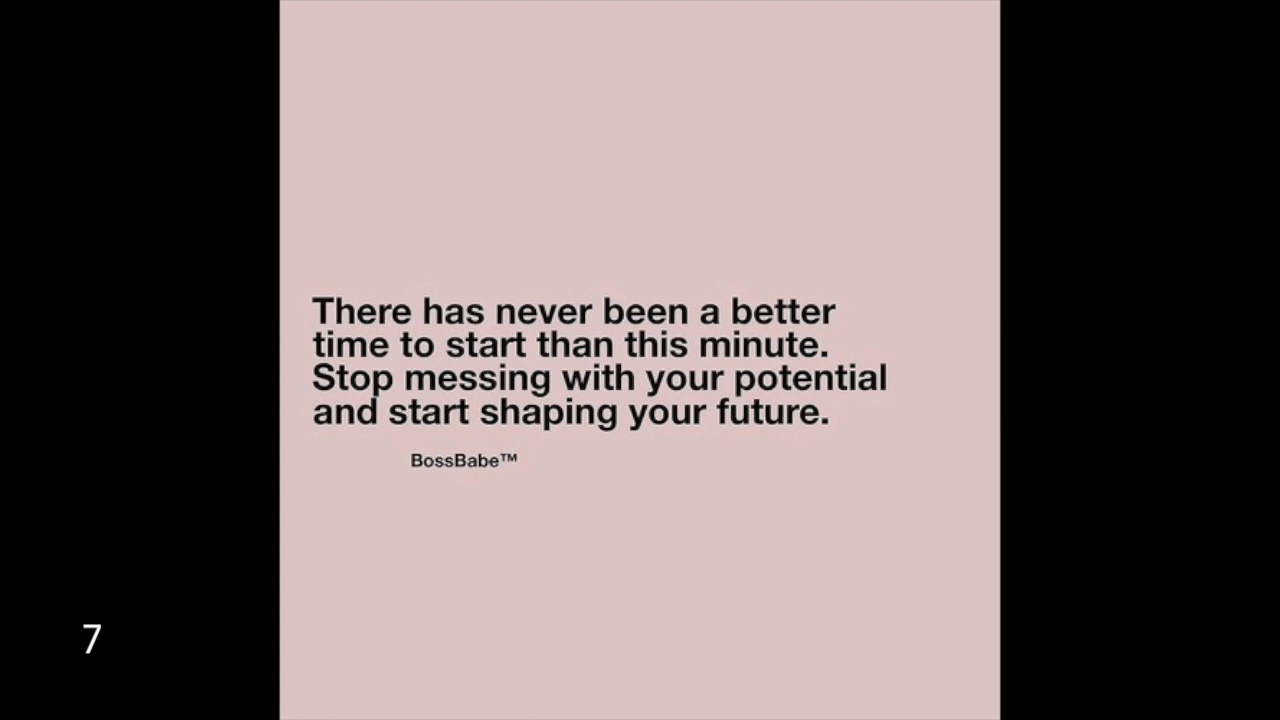 There has never been a better
time to start than this minute.
Stop messing with your potential
and start shaping your future.
BossBabe™
7